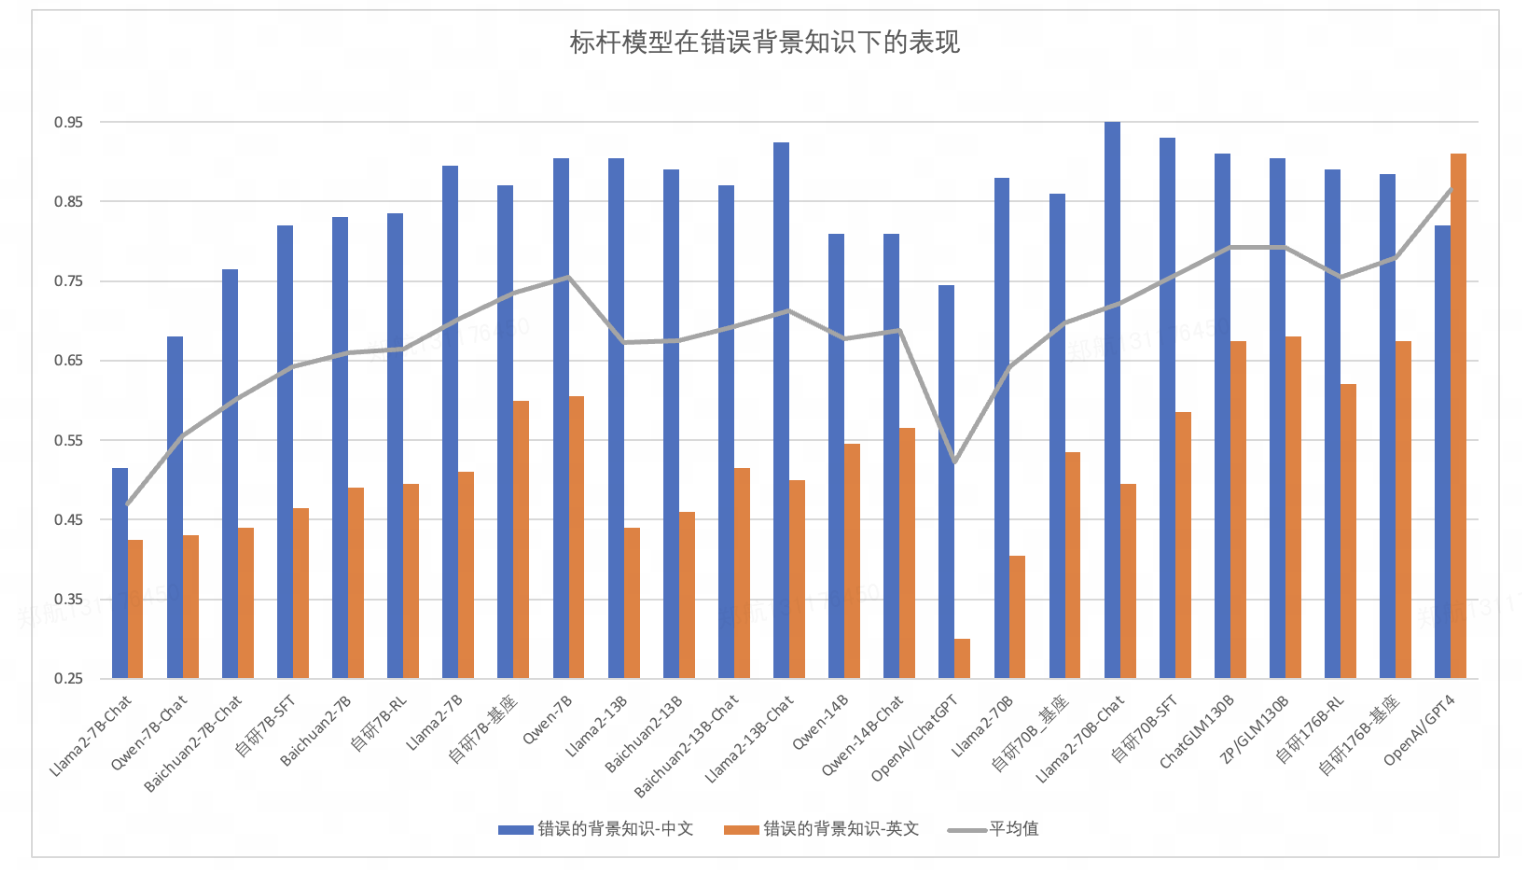 标杆模型在错误背景知识下的表现
0.95
0.85
0.75
0.65
0.55
0.45
0.35
0.25
Llama2-7B-Chat
Qwen-7B-Chat
Baichuan2-7B-Chat
自研7B-SFT
Baichuan2-7B
自研7B-RL
Llama2-7B
自研7B-基座
Qwen-7B
Llama2-13B
Baichuan2-13B
Baichuan2-13B-Chat
Llama2-13B-Chat
Qwen-14B
Qwen-14B-Chat
OpenAI/ChatGPT
Llama2-70B
自研70B_基座
Llama2-70B-Chat
自研70B-SFT
ChatGLM130B
ZP/GLM130B
自研176B-RL
自研176B-基座
OpenAI/GPT4
错误的背景知识-中文 错误的背景知识-英文 平均值